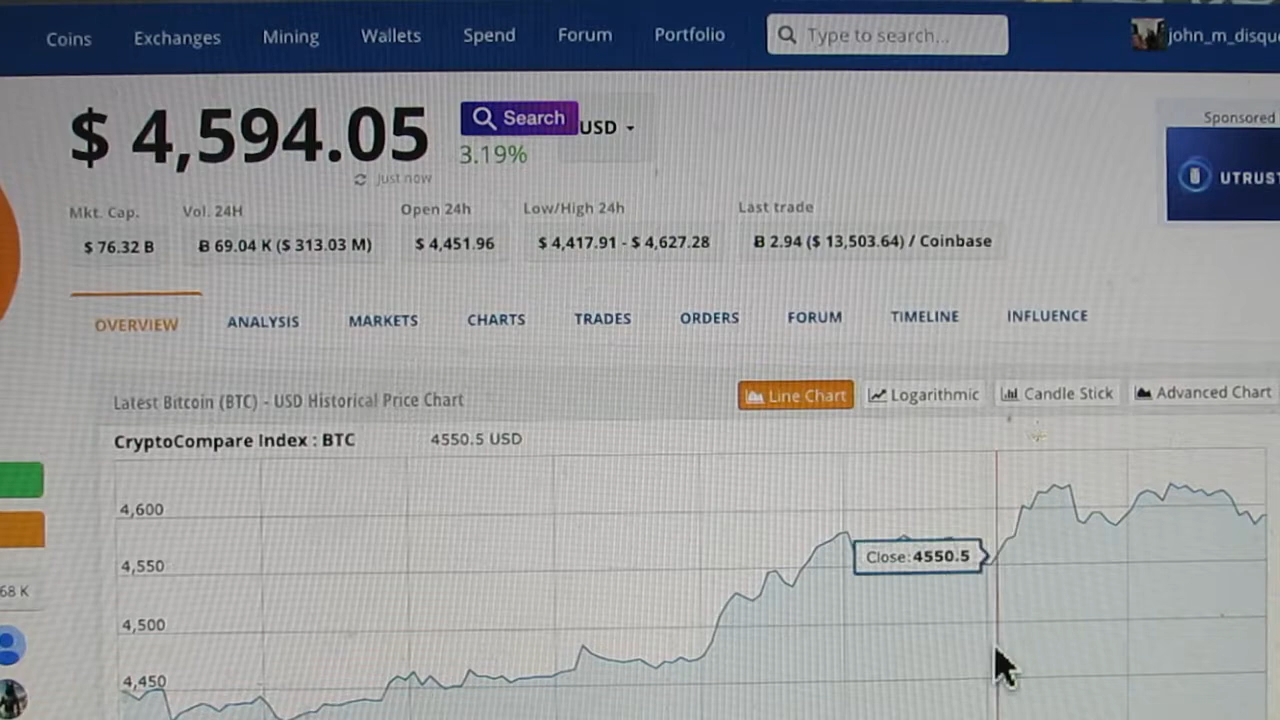 Coins Exchanges Mining Wallets Spend Forum Portfolio Type to search... john_m_disque
$ 4,594.05 Search USD
3.19%
Just now
Sponsored
UTRUST
Mkt. Cap. Vol. 24H Open 24h Low/High 24h Last trade
$ 76.32 B Ƀ 69.04 K ($ 313.03 M) $ 4,451.96 $ 4,417.91 - $ 4,627.28 Ƀ 2.94 ($ 13,503.64) / Coinbase
OVERVIEW ANALYSIS MARKETS CHARTS TRADES ORDERS FORUM TIMELINE INFLUENCE
Latest Bitcoin (BTC) - USD Historical Price Chart Line Chart Logarithmic Candle Stick Advanced Chart
CryptoCompare Index : BTC 4550.5 USD
4,600
4,550 Close: 4550.5
68 K
4,500
4,450